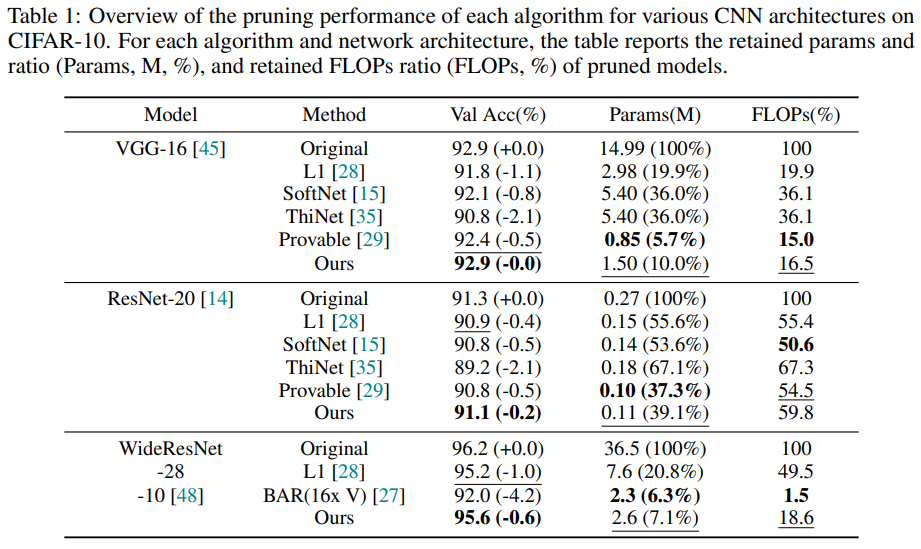 Table 1: Overview of the pruning performance of each algorithm for various CNN architectures on
CIFAR-10. For each algorithm and network architecture, the table reports the retained params and
ratio (Params, M, %), and retained FLOPs ratio (FLOPs, %) of pruned models.
Model Method Val Acc(%) Params(M) FLOPs(%)
VGG-16 [45] Original 92.9 (+0.0) 14.99 (100%) 100
L1 [28] 91.8 (-1.1) 2.98 (19.9%) 19.9
SoftNet [15] 92.1 (-0.8) 5.40 (36.0%) 36.1
ThiNet [35] 90.8 (-2.1) 5.40 (36.0%) 36.1
Provable [29] 92.4 (-0.5) 0.85 (5.7%) 15.0
Ours 92.9 (-0.0) 1.50 (10.0%) 16.5
ResNet-20 [14] Original 91.3 (+0.0) 0.27 (100%) 100
L1 [28] 90.9 (-0.4) 0.15 (55.6%) 55.4
SoftNet [15] 90.8 (-0.5) 0.14 (53.6%) 50.6
ThiNet [35] 89.2 (-2.1) 0.18 (67.1%) 67.3
Provable [29] 90.8 (-0.5) 0.10 (37.3%) 54.5
Ours 91.1 (-0.2) 0.11 (39.1%) 59.8
WideResNet Original 96.2 (+0.0) 36.5 (100%) 100
-28 L1 [28] 95.2 (-1.0) 7.6 (20.8%) 49.5
-10 [48] BAR(16x V) [27] 92.0 (-4.2) 2.3 (6.3%) 1.5
Ours 95.6 (-0.6) 2.6 (7.1%) 18.6